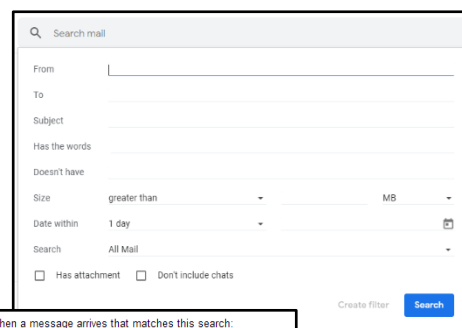 Search mail
From
To
Subject
Has the words
Doesn't have
Size greater than MB
Date within 1 day
Search All Mail
Has attachment Don't include chats
Create filter Search
hen a message arrives that matches this search: